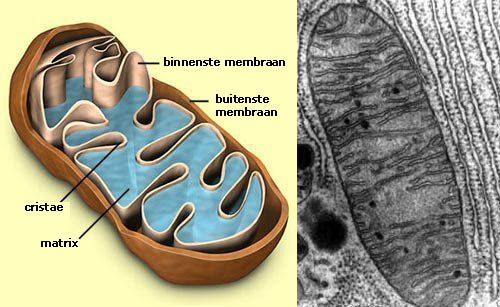 binnenste membraan
buitenste
membraan
cristae
matrix